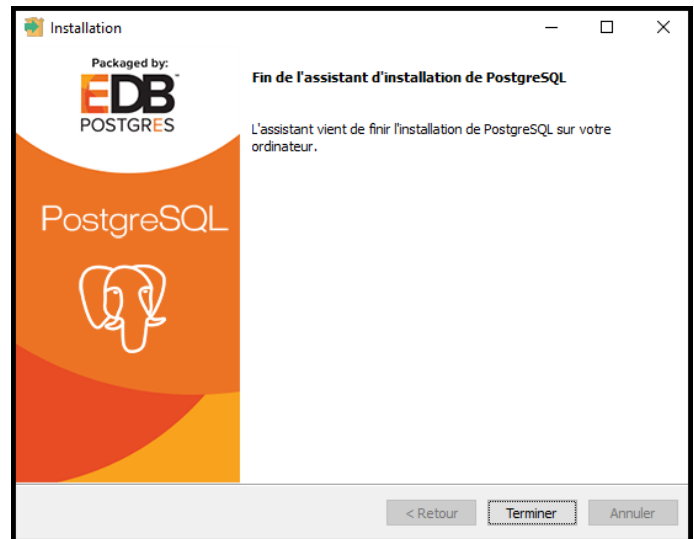 Installation
Packaged by:
EDB
POSTGRES
PostgreSQL
Fin de l'assistant d'installation de PostgreSQL
L'assistant vient de finir l'installation de PostgreSQL sur votre
ordinateur.
< Retour
Terminer
Annuler